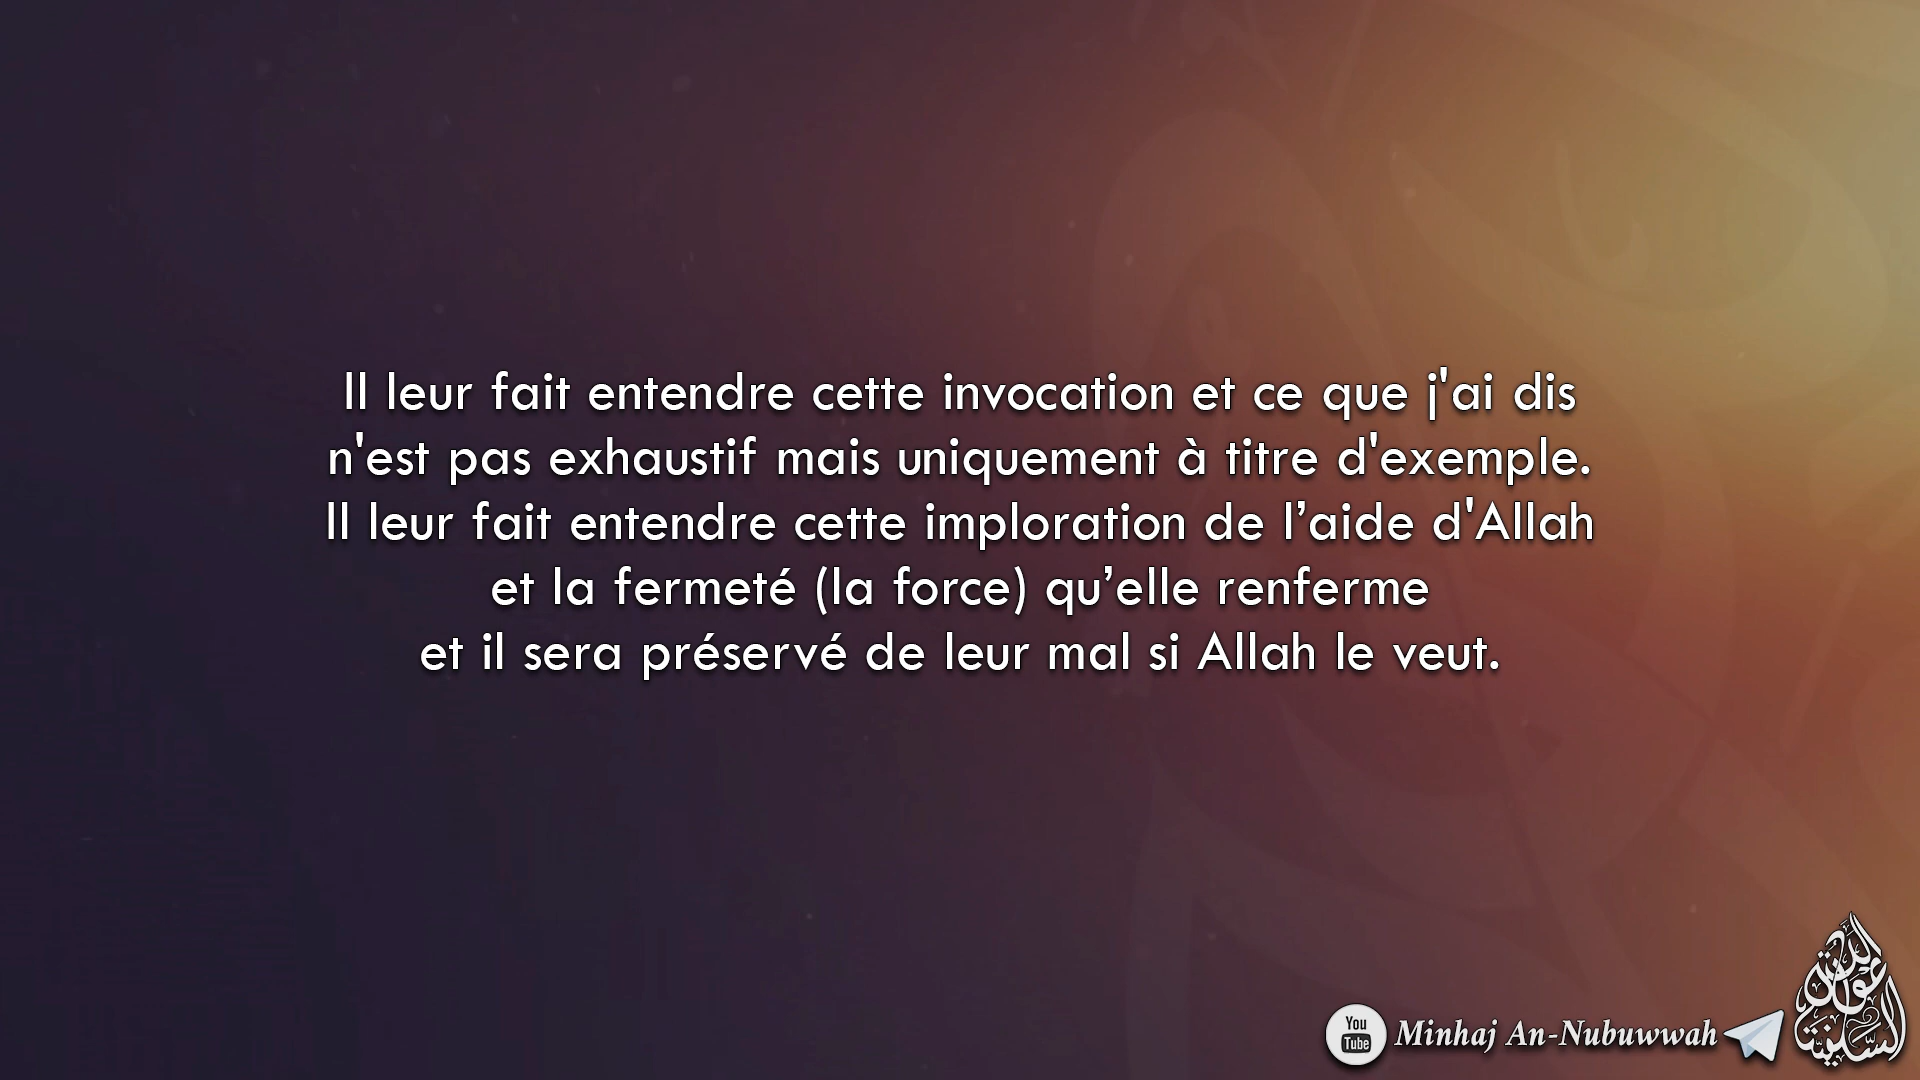 Il leur fait entendre cette invocation et ce que j'ai dis
n'est pas exhaustif mais uniquement à titre d'exemple.
Il leur fait entendre cette imploration de l’aide d'Allah
et la fermeté (la force) qu’elle renferme
et il sera préservé de leur mal si Allah le veut.
You
Tube
Minhaj An-Nubuwwah